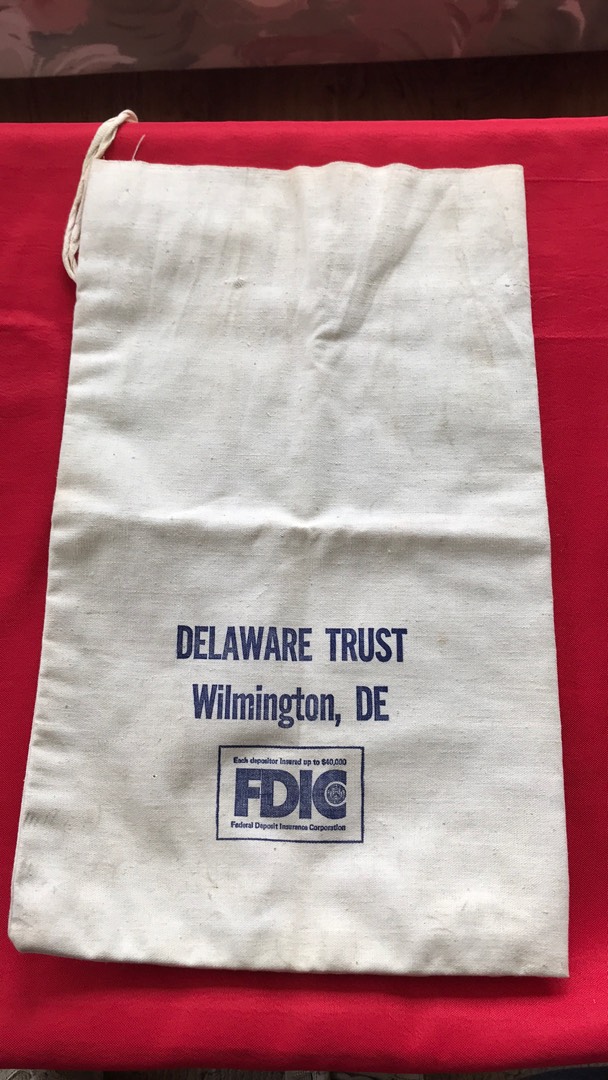 DELAWARE TRUST
Wilmington, DE
Each depositor insured up to $40,000
FDIC
Federal Deposit Insurance Corporation